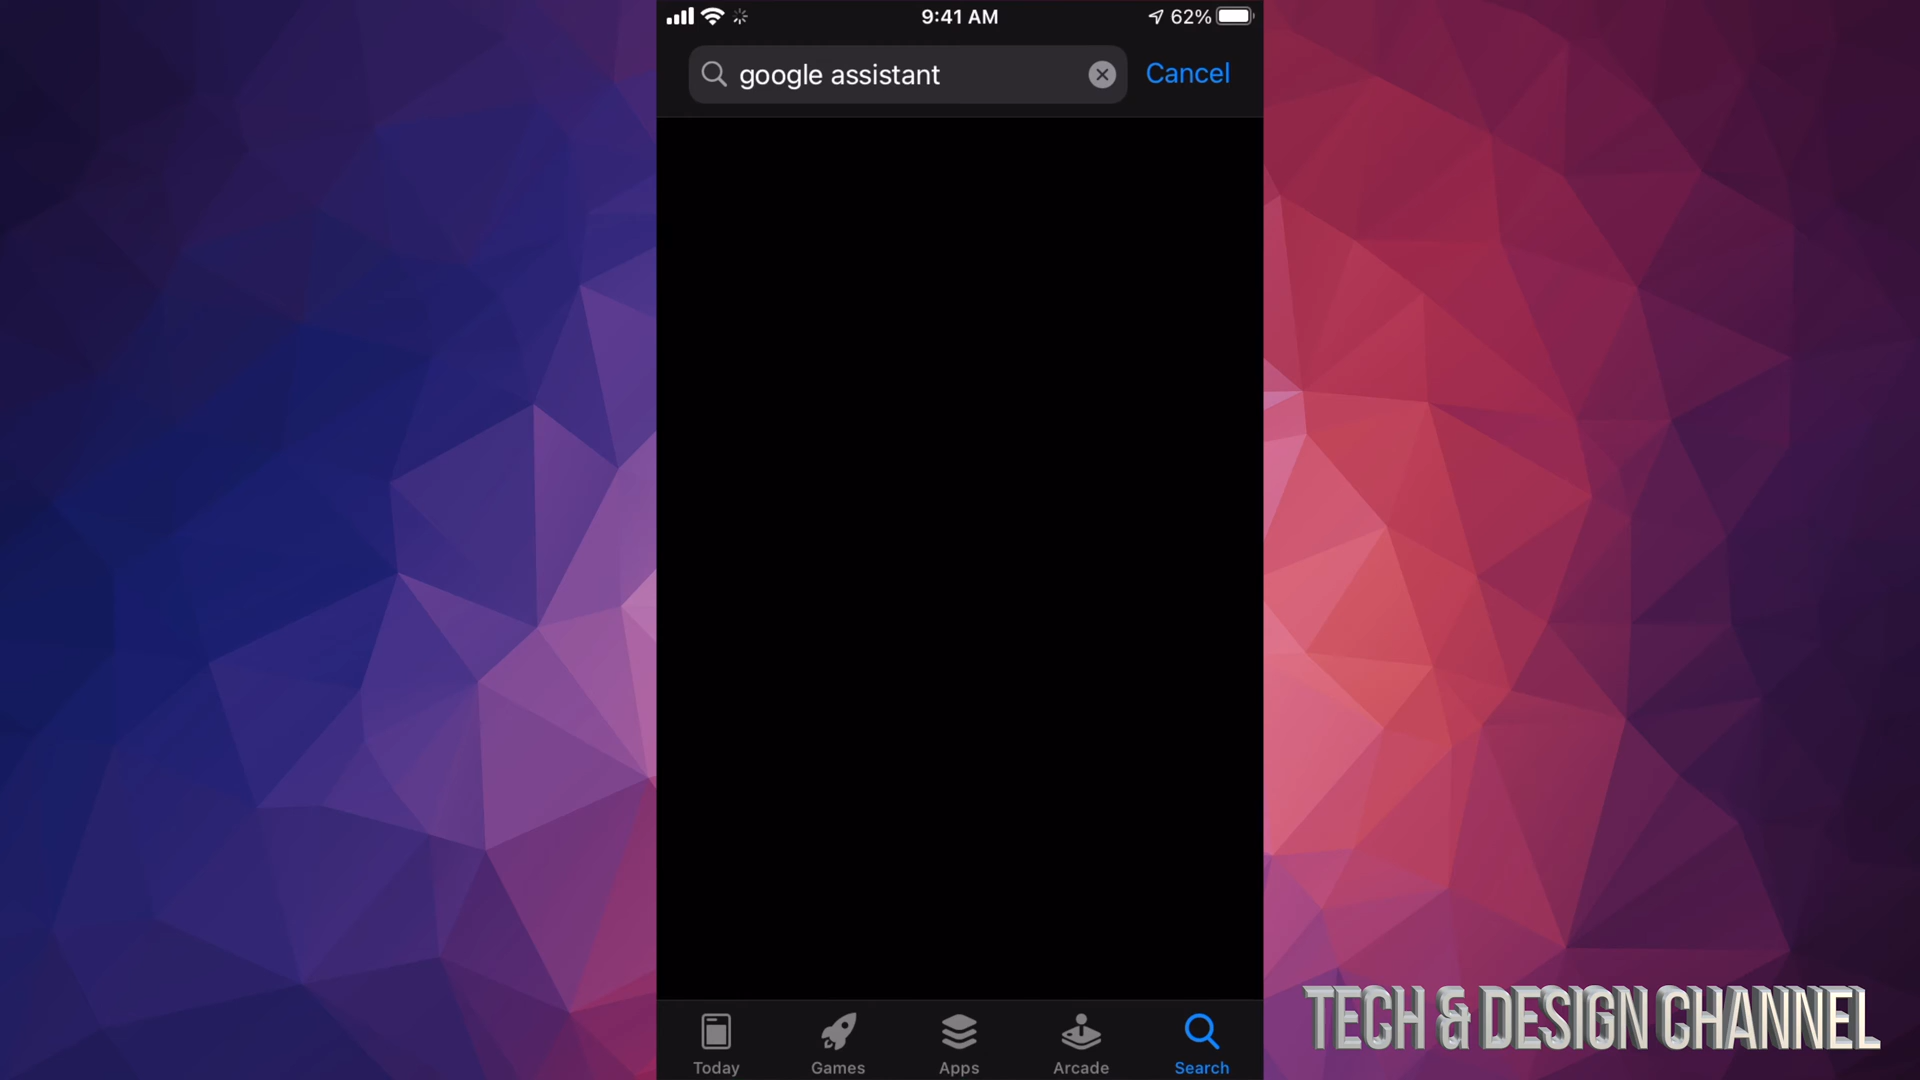 9:41 AM
62%
google assistant
Cancel
Today
Games
Apps
Arcade
Search
TECH & DESIGN CHANNEL